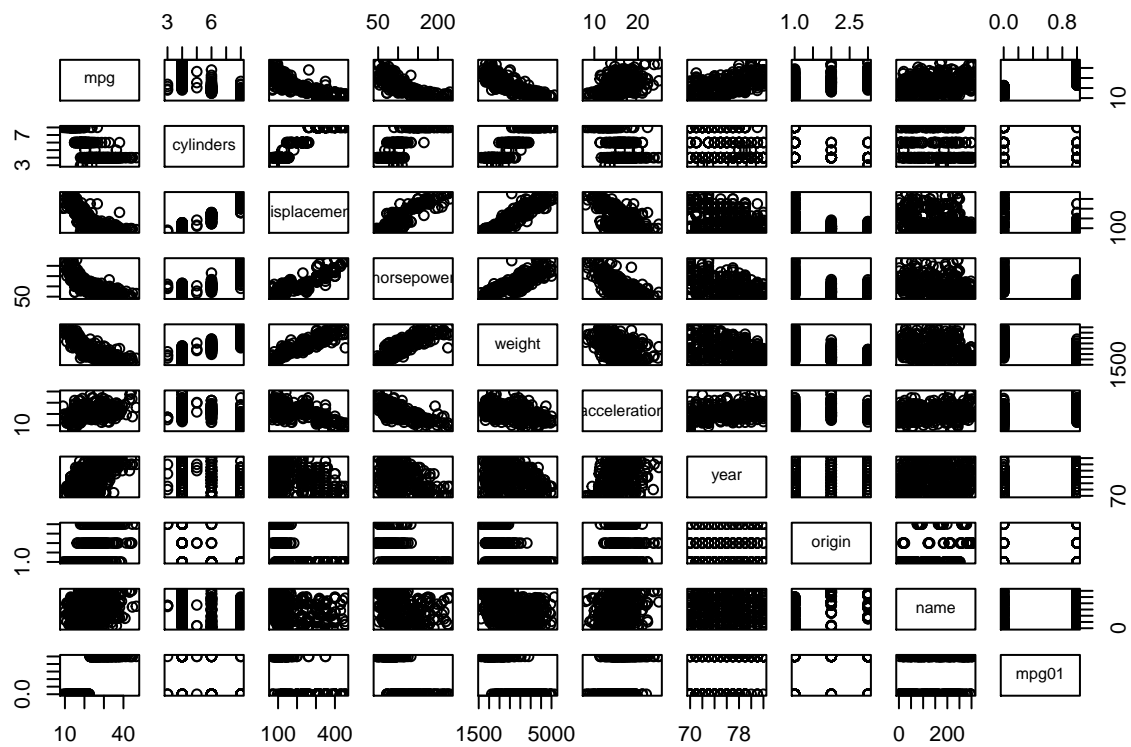 3 6 50 200 10 20 1.0 2.5 0.0 0.8
mpg 10
3 7 cylinders
isplacemen 100
50 horsepower
weight 1500
10 acceleration
year 70
1.0 origin
name 0
0.0 mpg01
10 40 100 400 1500 5000 70 78 0 200